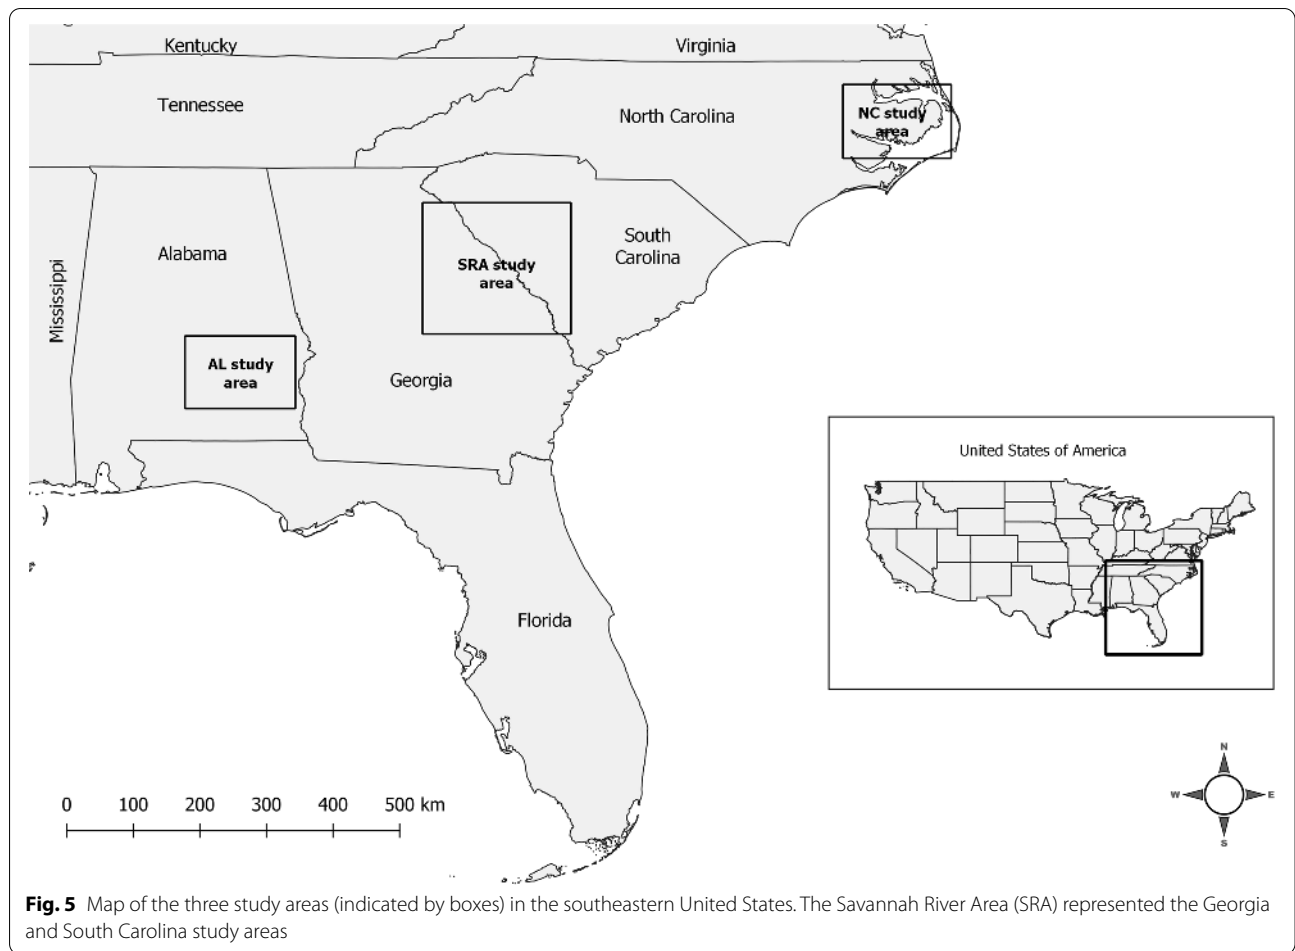 Kentucky
Virginia
Tennessee
North Carolina
NC study
area
Mississippi
Alabama
South
Carolina
SRA study
area
AL study
area
Georgia
United States of America
Florida
0 100 200 300 400 500 km
N
W E
S
Fig. 5 Map of the three study areas (indicated by boxes) in the southeastern United States. The Savannah River Area (SRA) represented the Georgia
and South Carolina study areas